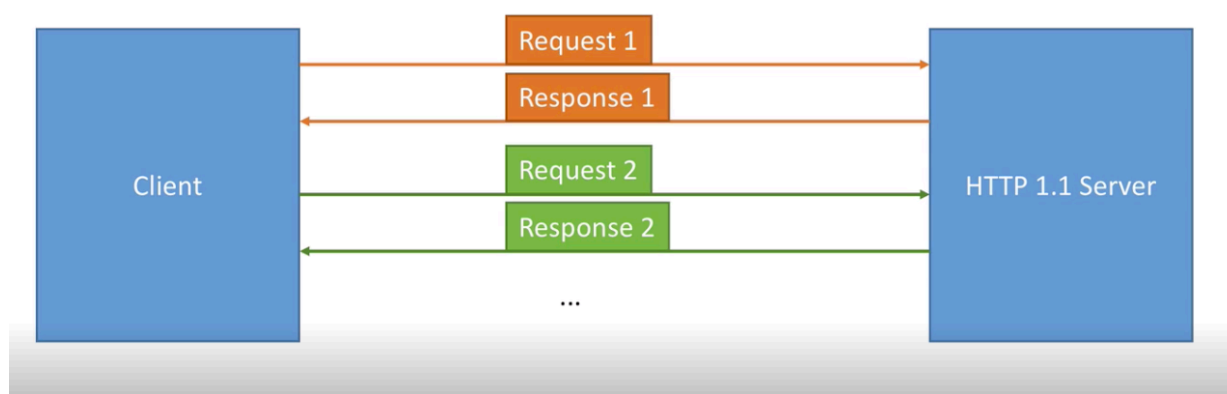 Request 1
Response 1
Client
Request 2
HTTP 1.1 Server
Response 2
...